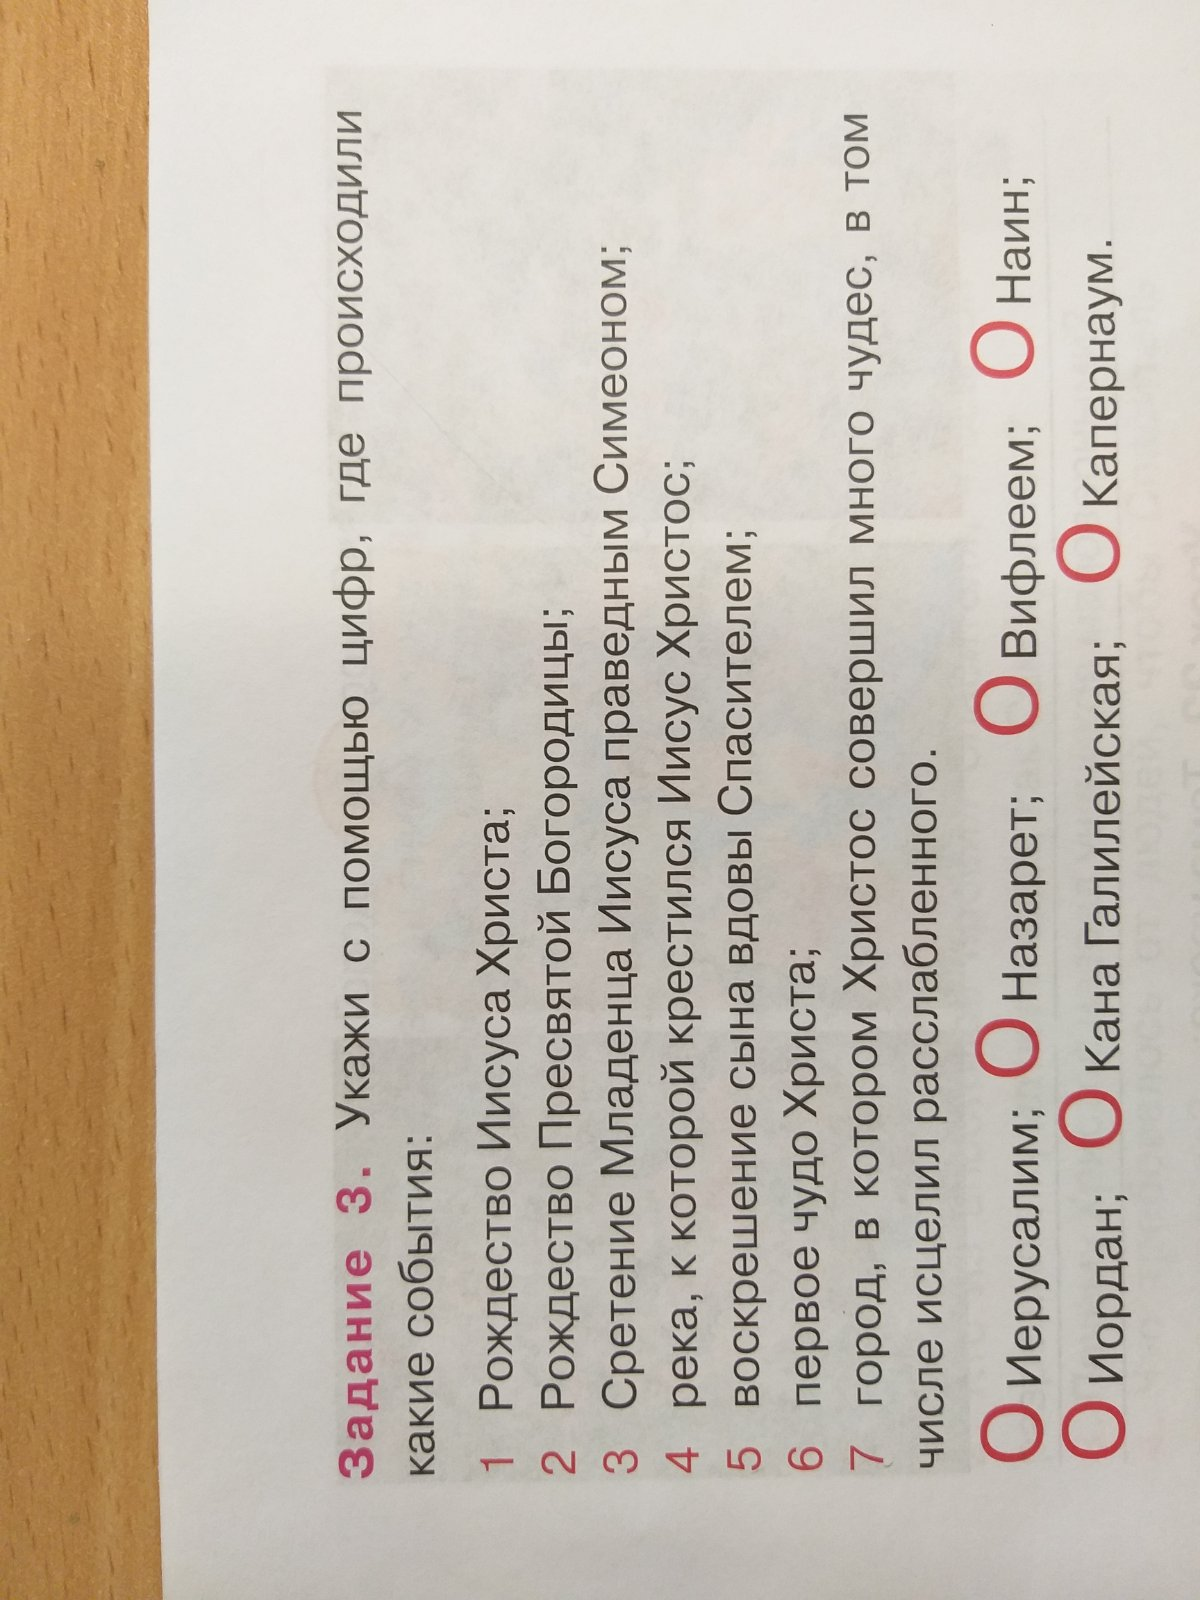 Задание 3. Укажи с помощью цифр, где происходили
какие события:
1 Рождество Иисуса Христа;
2 Рождество Пресвятой Богородицы;
3 Сретение Младенца Иисуса праведным Симеоном;
4 река, к которой крестился Иисус Христос;
5 воскрешение сына вдовы Спасителем;
6 первое чудо Христа;
7 город, в котором Христос совершил много чудес, в том
числе исцелил расслабленного.
О Иерусалим; О Назарет; О Вифлеем; О Наин;
О Иордан; О Кана Галилейская; О Капернаум.